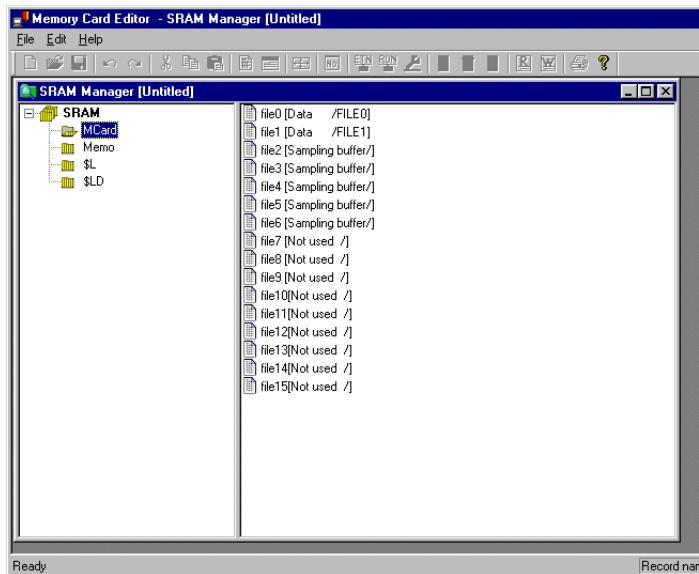 Memory Card Editor - SRAM Manager [Untitled]
File Edit Help
NO. ETN RUN R W ?
SRAM Manager [Untitled]
SRAM
MCard
Memo
$L
$LD
file0 [Data /FILE0]
file1 [Data /FILE1]
file2 [Sampling buffer/]
file3 [Sampling buffer/]
file4 [Sampling buffer/]
file5 [Sampling buffer/]
file6 [Sampling buffer/]
file7 [Not used /]
file8 [Not used /]
file9 [Not used /]
file10[Not used /]
file11[Not used /]
file12[Not used /]
file13[Not used /]
file14[Not used /]
file15[Not used /]
Ready
Record nar